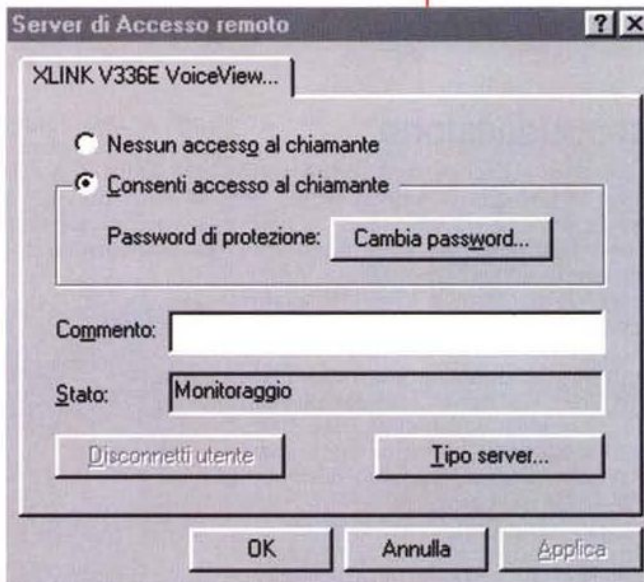 Server di Accesso remoto
XLINK V336E VoiceView...
Nessun accesso al chiamante
Consenti accesso al chiamante
Password di protezione: Cambia password...
Commento:
Stato: Monitoraggio
Disconnetti utente Tipo server...
OK Annulla Applica